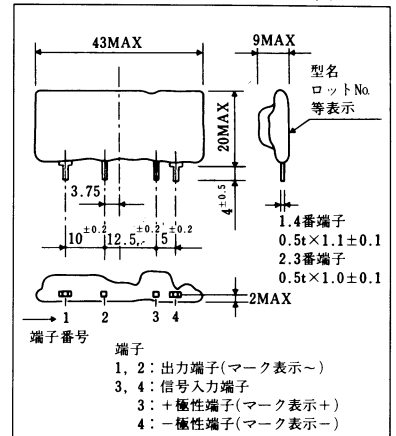 43MAX
9MAX
型名
ロットNo.
等表示
20MAX
3.75
4±0.5
±0.2 ±0.2 ±0.2
10 12.5 5
1.4番端子
0.5t×1.1±0.1
2.3番端子
0.5t×1.0±0.1
2MAX
1 2 3 4
端子番号
端子
1, 2：出力端子(マーク表示～)
3, 4：信号入力端子
3：＋極性端子(マーク表示＋)
4：－極性端子(マーク表示－)